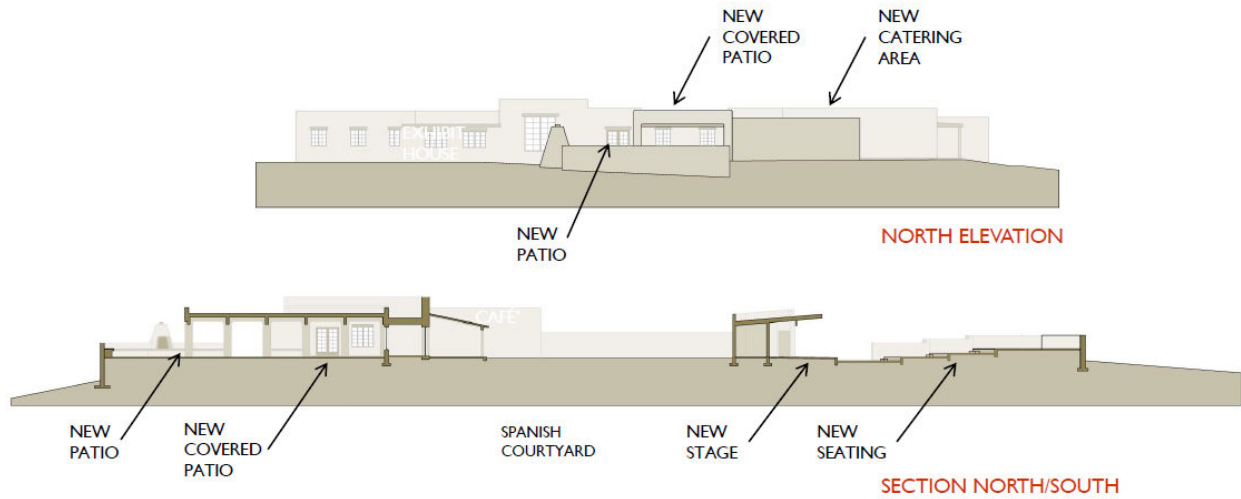 NEW
COVERED
PATIO
NEW
CATERING
AREA
EXHIBIT
HOUSE
NEW
PATIO
NORTH ELEVATION
CAFE'
NEW
PATIO
NEW
COVERED
PATIO
SPANISH
COURTYARD
NEW
STAGE
NEW
SEATING
SECTION NORTH/SOUTH